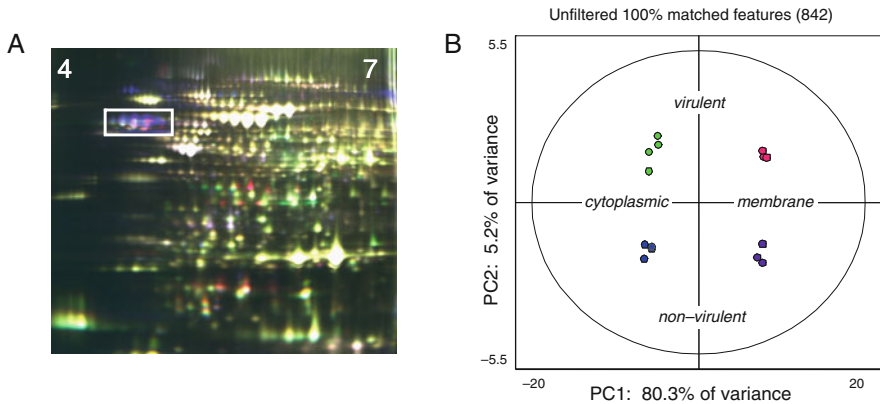 A
4
7
B
Unfiltered 100% matched features (842)
5.5
virulent
cytoplasmic
membrane
non–virulent
PC2: 5.2% of variance
–5.5
–20
20
PC1: 80.3% of variance